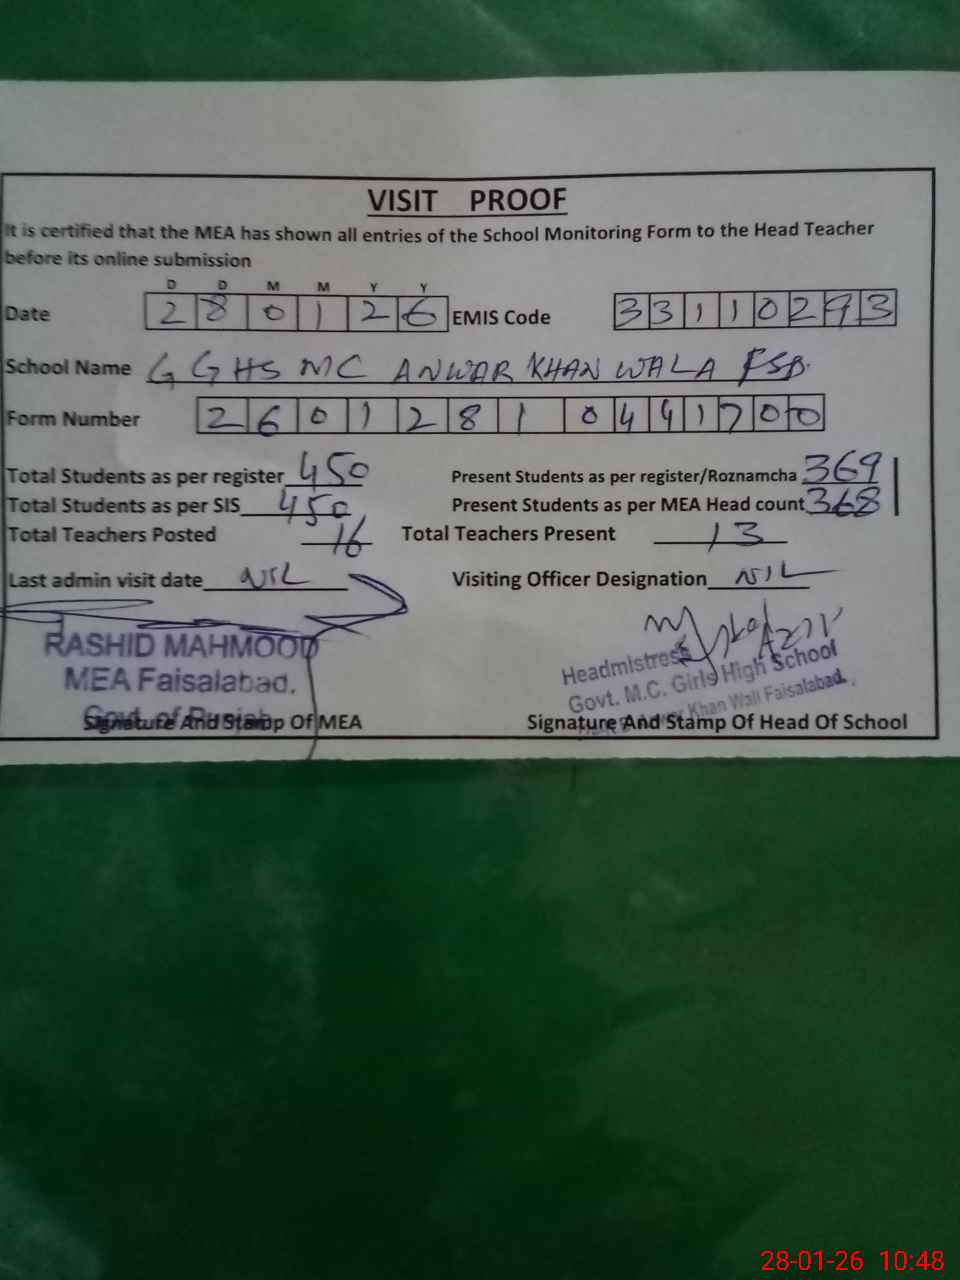 VISIT PROOF
It is certified that the MEA has shown all entries of the School Monitoring Form to the Head Teacher
before its online submission
D D M M Y Y
Date 2 8 0 1 2 6 EMIS Code 3 3 1 1 0 2 9 3
School Name G GHS MC ANWAR KHAN WALA FSD.
Form Number 2 6 0 1 2 8 1 0 4 4 1 7 0 0
Total Students as per register 450 Present Students as per register/Roznamcha 369
Total Students as per SIS 450 Present Students as per MEA Head count 368
Total Teachers Posted 16 Total Teachers Present 13
Last admin visit date NIL Visiting Officer Designation NIL
RASHID MAHMOOD
MEA Faisalabad.
Govt. of Punjab
Headmistress
Govt. M.C. Girls High School
Khan Wali Faisalabad.
Signature And Stamp Of MEA Signature And Stamp Of Head Of School
28-01-26 10:48